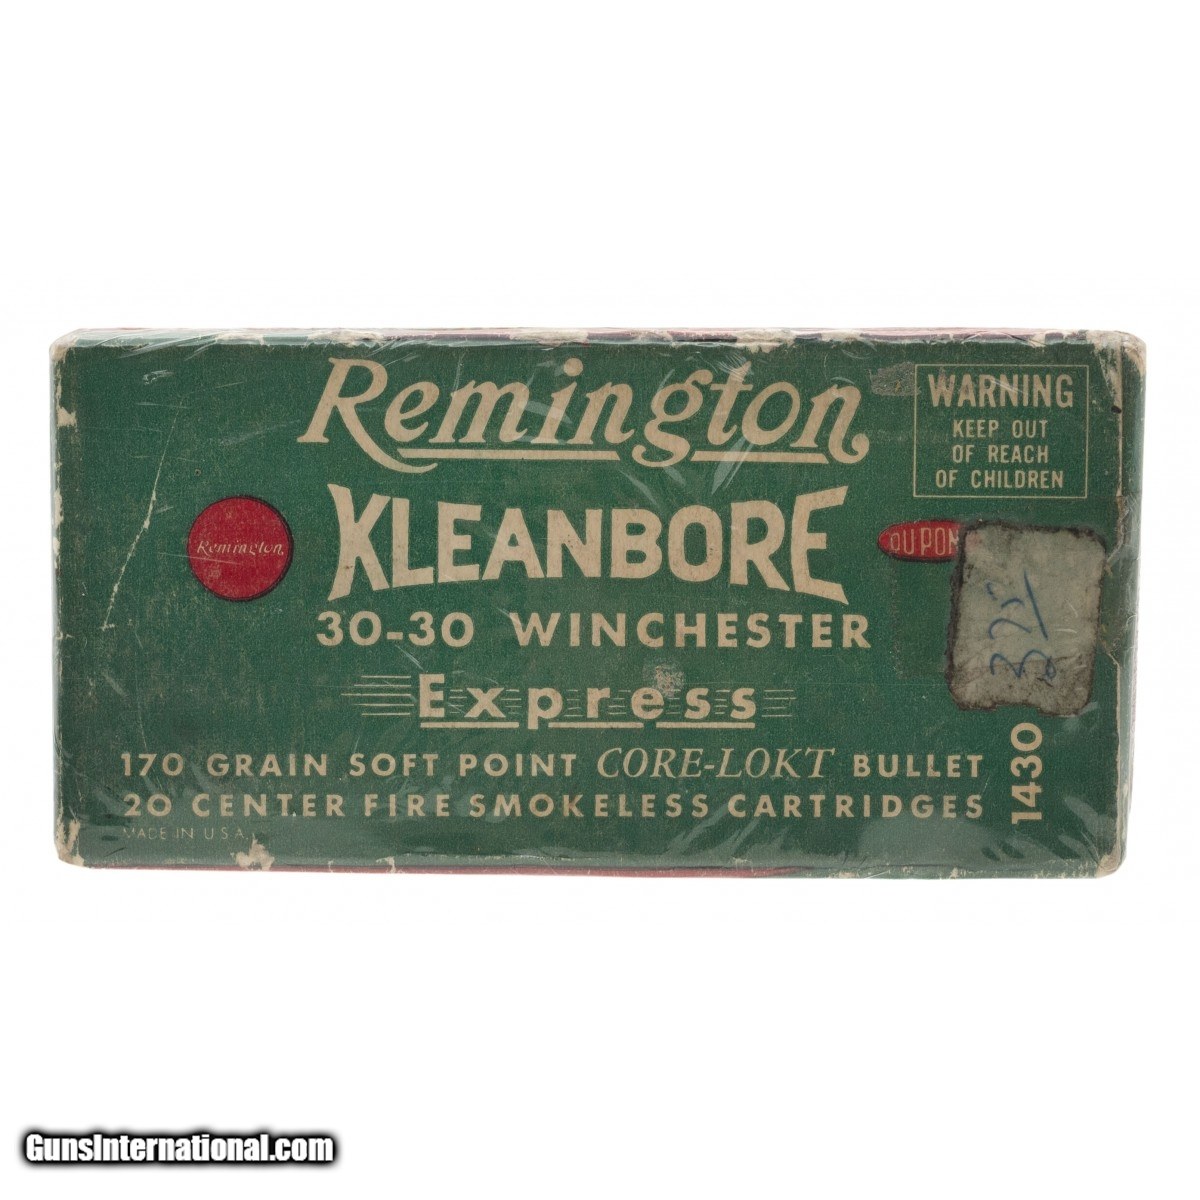 Remington
WARNING
KEEP OUT
OF REACH
OF CHILDREN
Remington
KLEANBORE
30-30 WINCHESTER
Express
170 GRAIN SOFT POINT CORE-LOKT BULLET
20 CENTER FIRE SMOKELESS CARTRIDGES
MADE IN U.S.A.
1430
GunsInternational.com